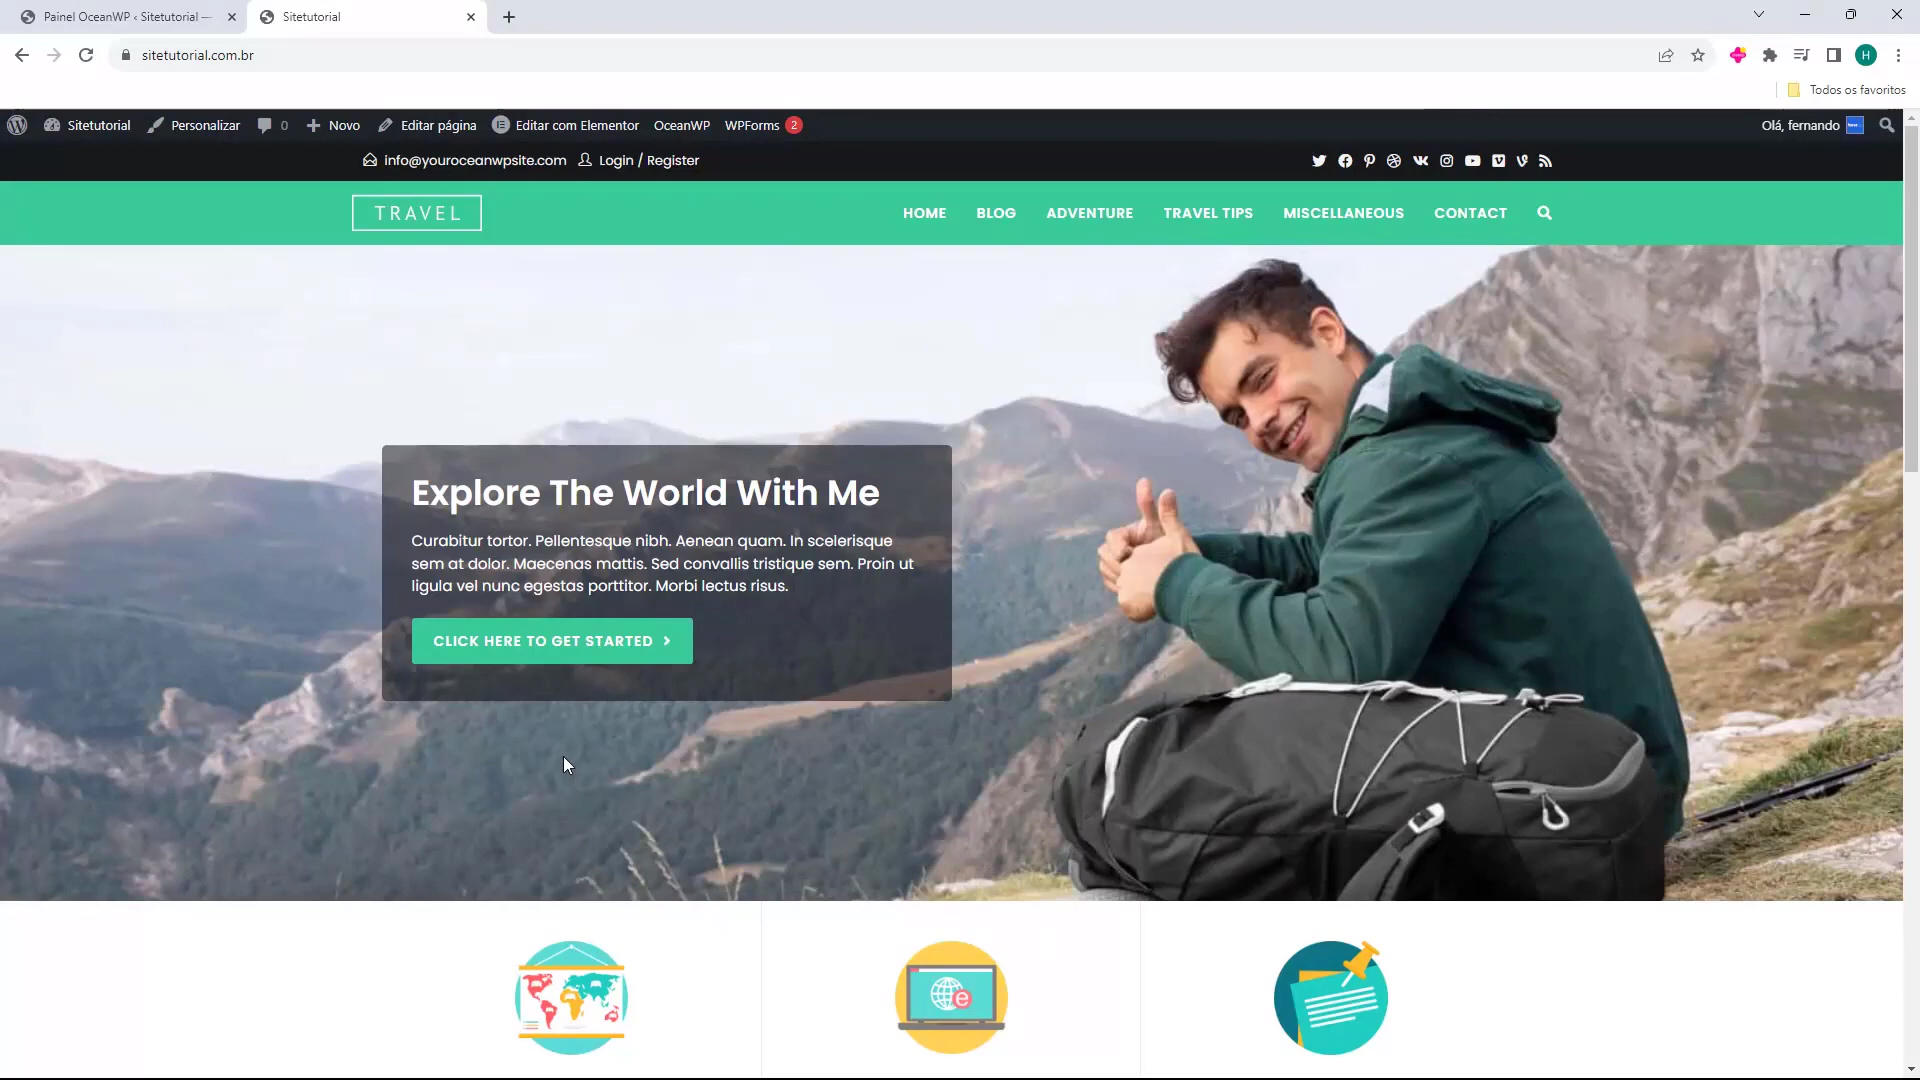 Painel OceanWP ‹ Sitetutorial —
Sitetutorial
sitetutorial.com.br
H
Todos os favoritos
Sitetutorial
Personalizar
0
Novo
Editar página
Editar com Elementor
OceanWP
WPForms 2
Olá, fernando
info@youroceanwpsite.com
Login / Register
TRAVEL
HOME
BLOG
ADVENTURE
TRAVEL TIPS
MISCELLANEOUS
CONTACT
Explore The World With Me
Curabitur tortor. Pellentesque nibh. Aenean quam. In scelerisque
sem at dolor. Maecenas mattis. Sed convallis tristique sem. Proin ut
ligula vel nunc egestas porttitor. Morbi lectus risus.
CLICK HERE TO GET STARTED
e